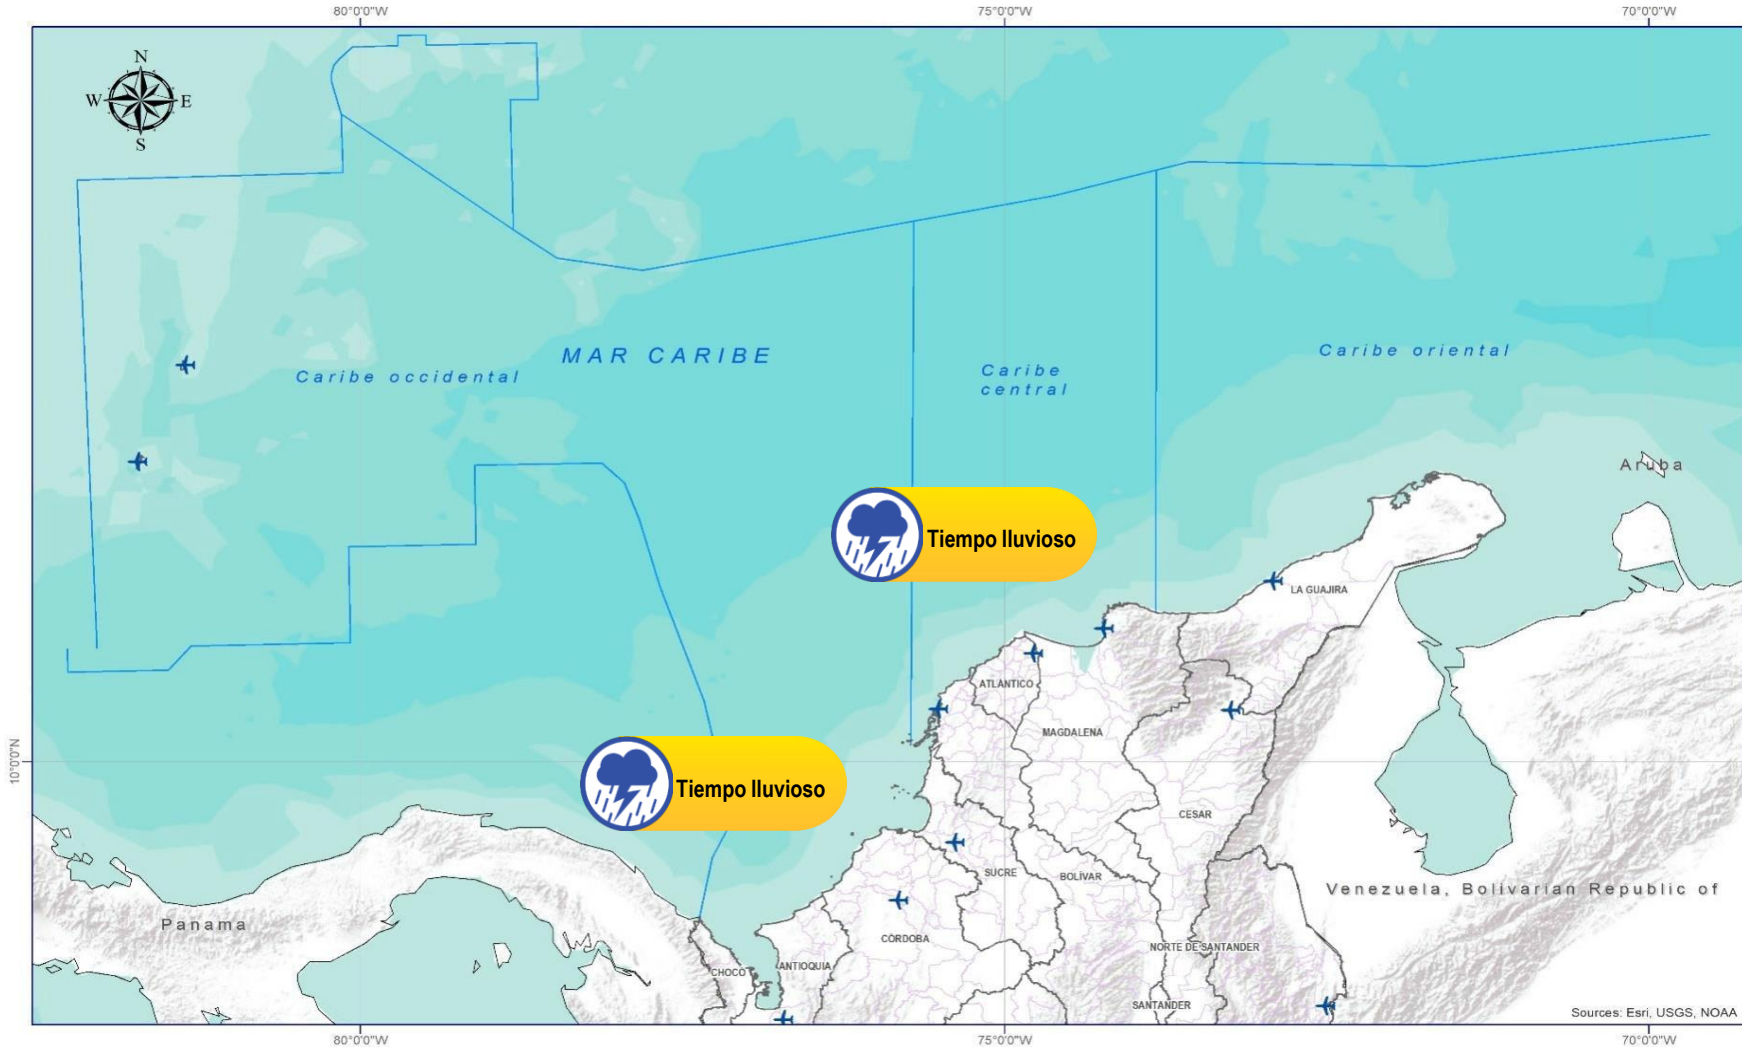 80°0'0"W
75°0'0"W
70°0'0"W
N
W
E
S
MAR CARIBE
Caribe occidental
Caribe
central
Caribe oriental
Aruba
Tiempo lluvioso
LA GUAJIRA
ATLÁNTICO
MAGDALENA
10°0'0"N
Tiempo lluvioso
CESAR
SUCRE
BOLÍVAR
Venezuela, Bolivarian Republic of
Panama
CÓRDOBA
NORTE DE SANTANDER
CHOCÓ
ANTIOQUIA
SANTANDER
Sources: Esri, USGS, NOAA
80°0'0"W
75°0'0"W
70°0'0"W